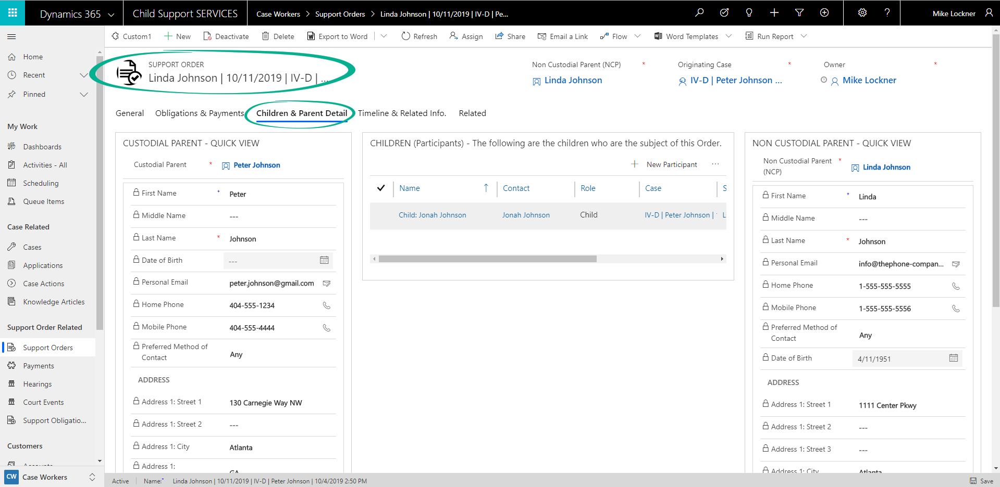 Dynamics 365
Child Support SERVICES
Case Workers > Support Orders > Linda Johnson | 10/11/2019 | IV-D | Pe...
Mike Lockner
Custom1
New
Deactivate
Delete
Export to Word
Refresh
Assign
Share
Email a Link
Flow
Word Templates
Run Report
Home
Recent
Pinned
My Work
Dashboards
Activities - All
Scheduling
Queue Items
Case Related
Cases
Applications
Case Actions
Knowledge Articles
Support Order Related
Support Orders
Payments
Hearings
Court Events
Support Obligatio...
Customers
CW Case Workers
SUPPORT ORDER
Linda Johnson | 10/11/2019 | IV-D | ...
Non Custodial Parent (NCP) *
Linda Johnson
Originating Case *
IV-D | Peter Johnson ...
Owner *
Mike Lockner
General
Obligations & Payments
Children & Parent Detail
Timeline & Related Info.
Related
CUSTODIAL PARENT - QUICK VIEW
Custodial Parent * Peter Johnson
First Name + Peter
Middle Name ---
Last Name * Johnson
Date of Birth ---
Personal Email peter.johnson@gmail.com
Home Phone 404-555-1234
Mobile Phone 404-555-4444
Preferred Method of
Contact
Any
ADDRESS
Address 1: Street 1 130 Carnegie Way NW
Address 1: Street 2 ---
Address 1: City Atlanta
Address 1:
GA
CHILDREN (Participants) - The following are the children who are the subject of this Order.
New Participant ...
Name Contact Role Case S
Child: Jonah Johnson Jonah Johnson Child IV-D | Peter Johnson |
NON CUSTODIAL PARENT - QUICK VIEW
Non Custodial Parent *
(NCP)
Linda Johnson
First Name + Linda
Middle Name ---
Last Name * Johnson
Personal Email info@thephone-compan...
Home Phone 1-555-555-5555
Mobile Phone 1-555-555-5556
Preferred Method of
Contact
Any
Date of Birth 4/11/1951
ADDRESS
Address 1: Street 1 1111 Center Pkwy
Address 1: Street 2 ---
Address 1: Street 3 ---
Address 1: City Atlanta
Active
Name:+ Linda Johnson | 10/11/2019 | IV-D | Peter Johnson | 10/4/2019 2:50 PM
Save